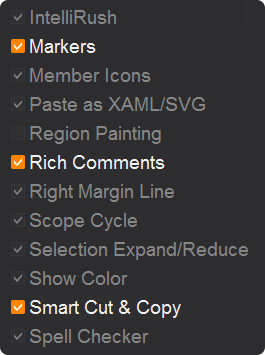 IntelliRush
Markers
Member Icons
Paste as XAML/SVG
Region Painting
Rich Comments
Right Margin Line
Scope Cycle
Selection Expand/Reduce
Show Color
Smart Cut & Copy
Spell Checker